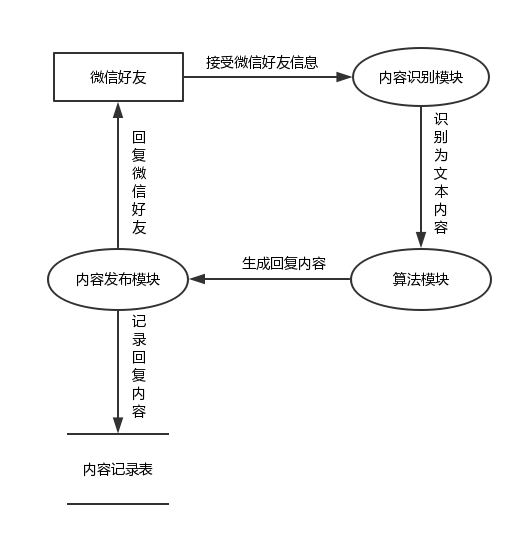 微信好友
接受微信好友信息
内容识别模块
回复微信好友
识别为文本内容
内容发布模块
生成回复内容
算法模块
记录回复内容
内容记录表